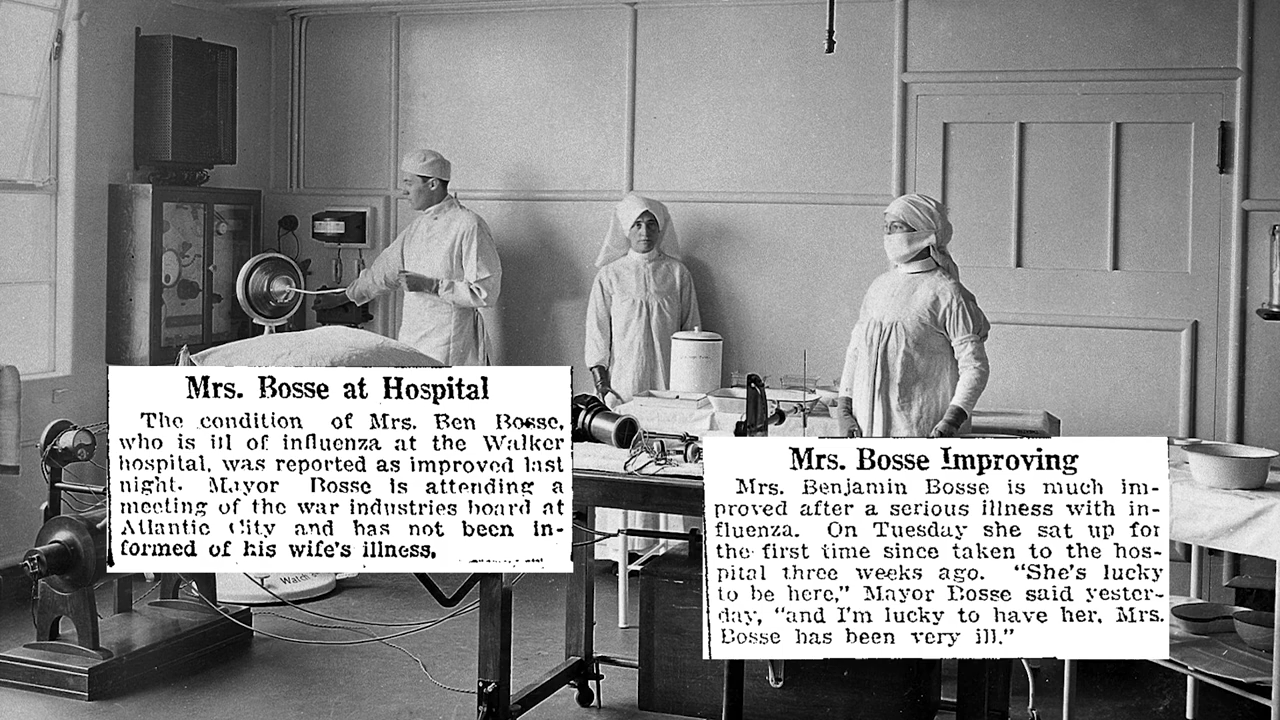 Mrs. Bosse at Hospital
The condition of Mrs. Ben Bosse,
who is ill of influenza at the Walker
hospital, was reported as improved last
night. Mayor Bosse is attending a
meeting of the war industries board at
Atlantic City and has not been in-
formed of his wife's illness.
Mrs. Bosse Improving
Mrs. Benjamin Bosse is much im-
proved after a serious illness with in-
fluenza. On Tuesday she sat up for
the first time since taken to the hos-
pital three weeks ago. "She's lucky
to be here," Mayor Bosse said yester-
day, "and I'm lucky to have her. Mrs.
Bosse has been very ill."
Watch